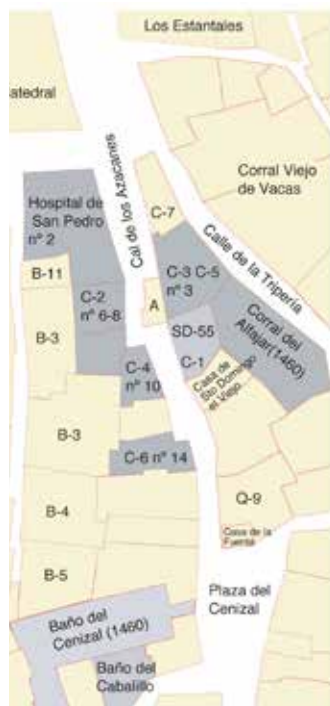 Los Estantales
atedral
Cal de los Azacanes
Corral Viejo
de Vacas
Hospital de
San Pedro
nº 2
C-7
Calle de la Tripería
B-11
C-3 C-5
nº 3
C-2
nº 6-8
A
Corral del
Alfajar(1460)
B-3
SD-55
C-4
nº 10
C-1
Casa de
Sto Domingo
el Viejo
B-3
C-6 nº 14
Q-9
B-4
Casa de la
Fuente
B-5
Plaza del
Cenizal
Baño del
Cenizal (1460)
Baño del
Cabalillo